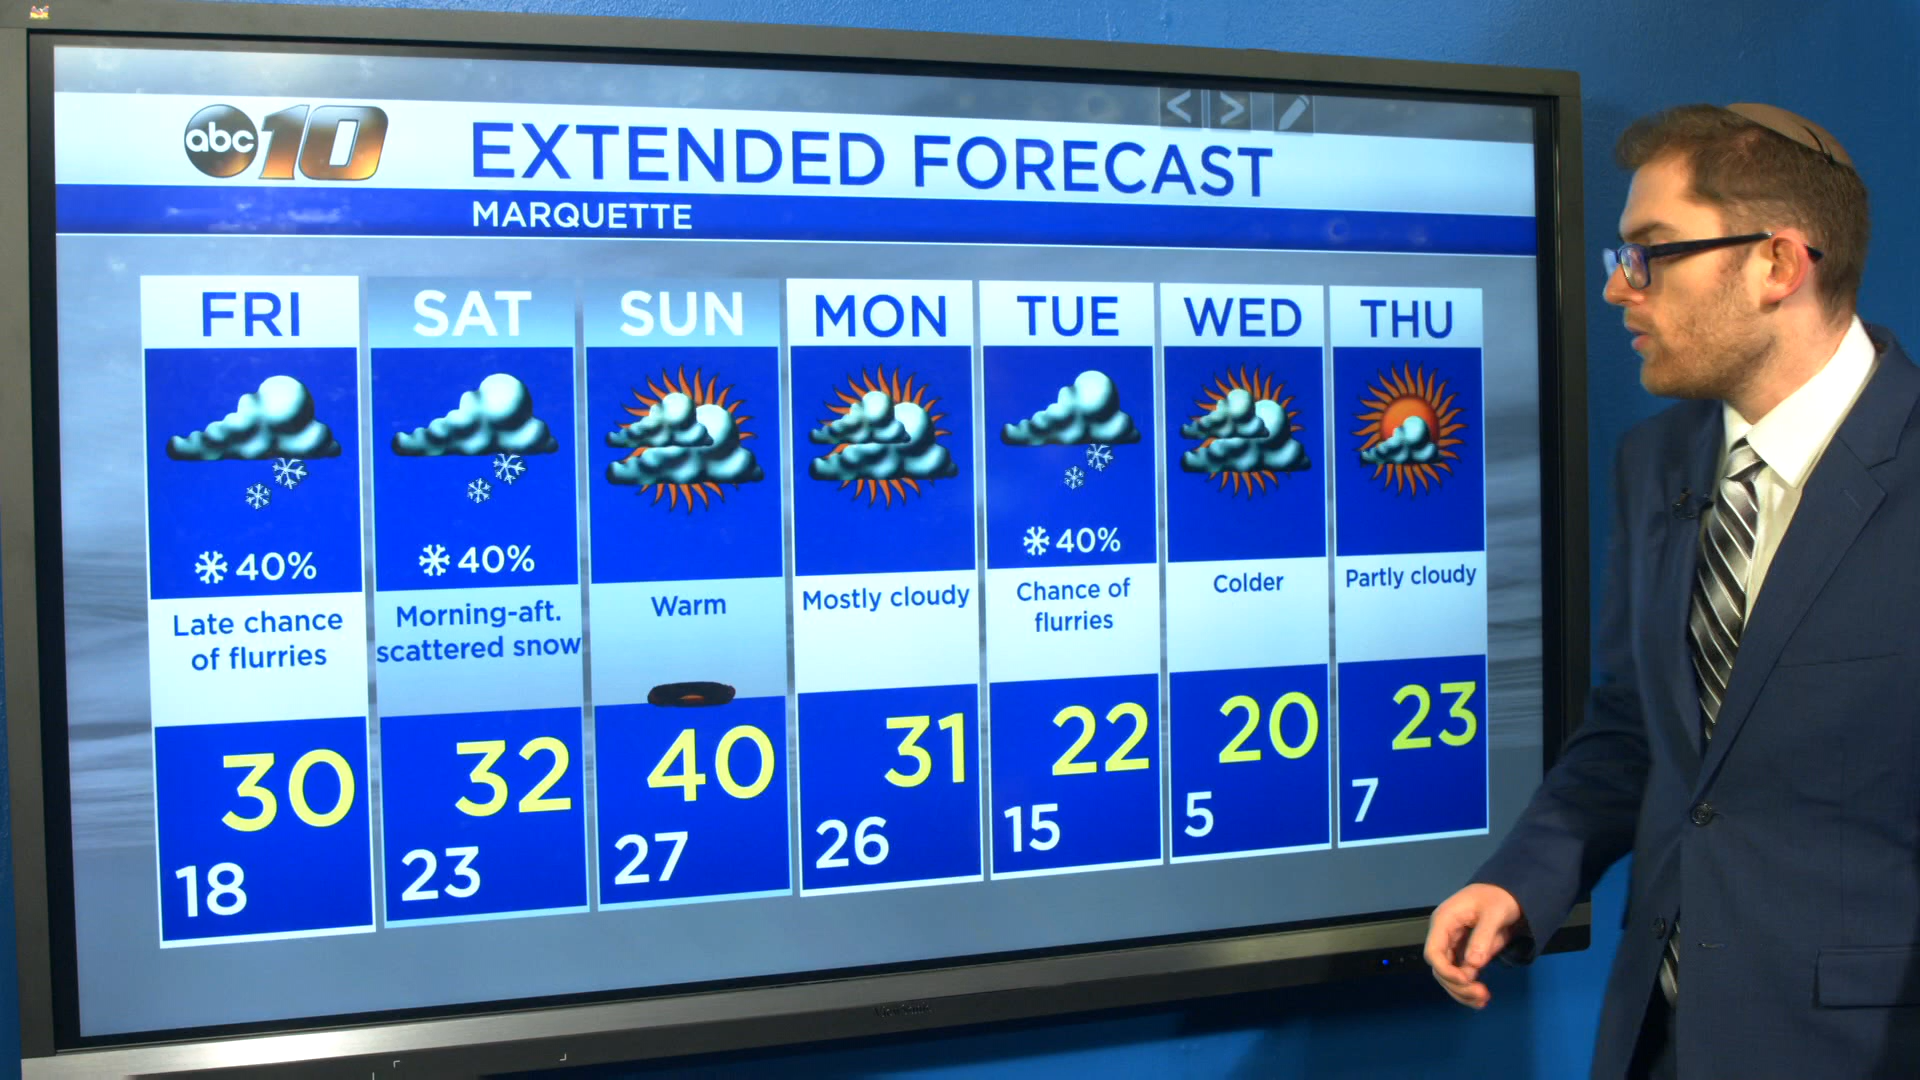 abc 10
EXTENDED FORECAST
MARQUETTE
FRI
SAT
SUN
MON
TUE
WED
THU
40%
40%
40%
Late chance
of flurries
Morning-aft.
scattered snow
Warm
Mostly cloudy
Chance of
flurries
Colder
Partly cloudy
30
18
32
23
40
27
31
26
22
15
20
5
23
7